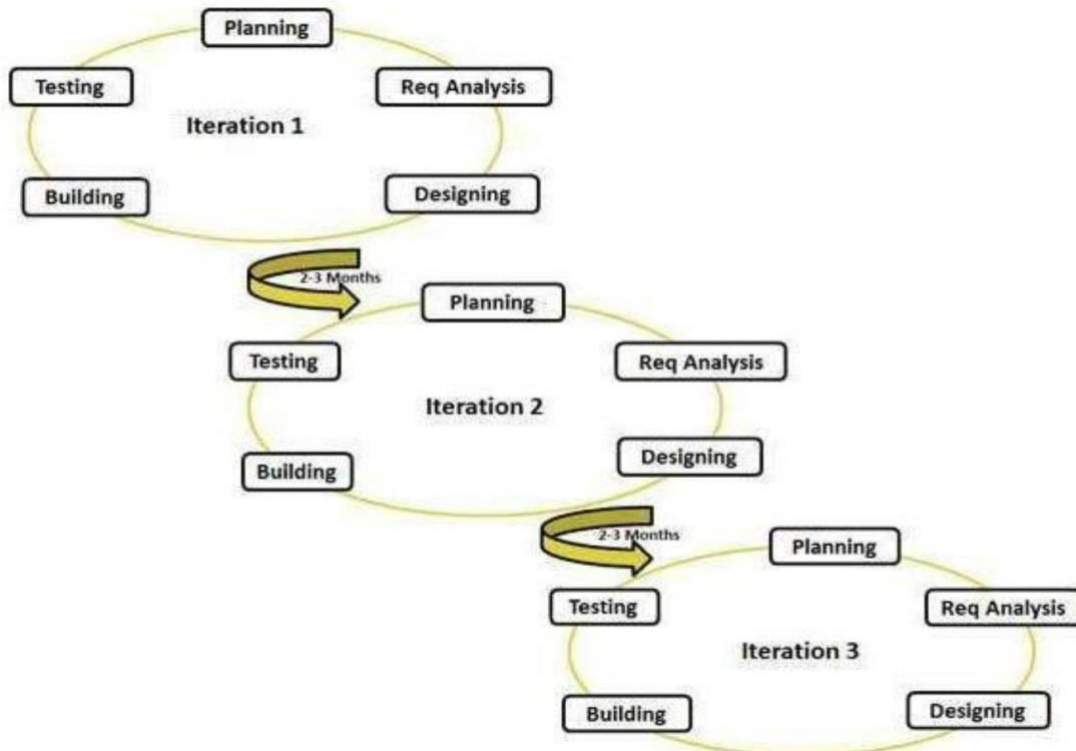 Planning
Testing
Req Analysis
Iteration 1
Building
Designing
2-3 Months
Planning
Testing
Req Analysis
Iteration 2
Building
Designing
2-3 Months
Planning
Testing
Req Analysis
Iteration 3
Building
Designing